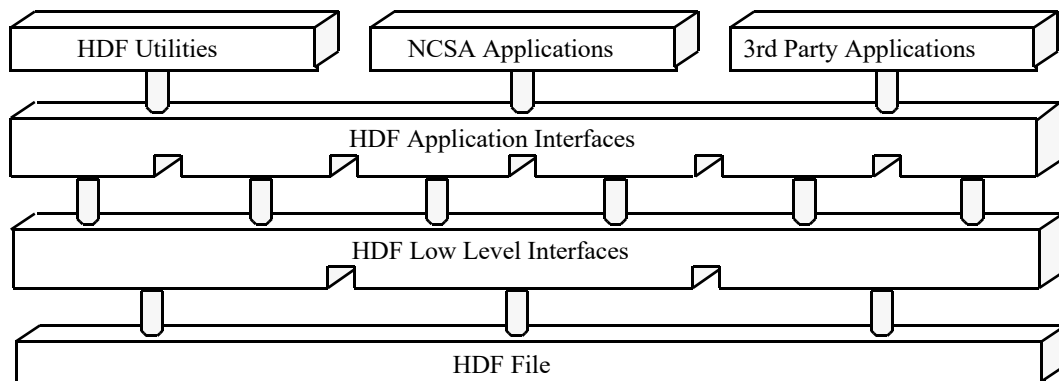 HDF Utilities
NCSA Applications
3rd Party Applications
HDF Application Interfaces
HDF Low Level Interfaces
HDF File